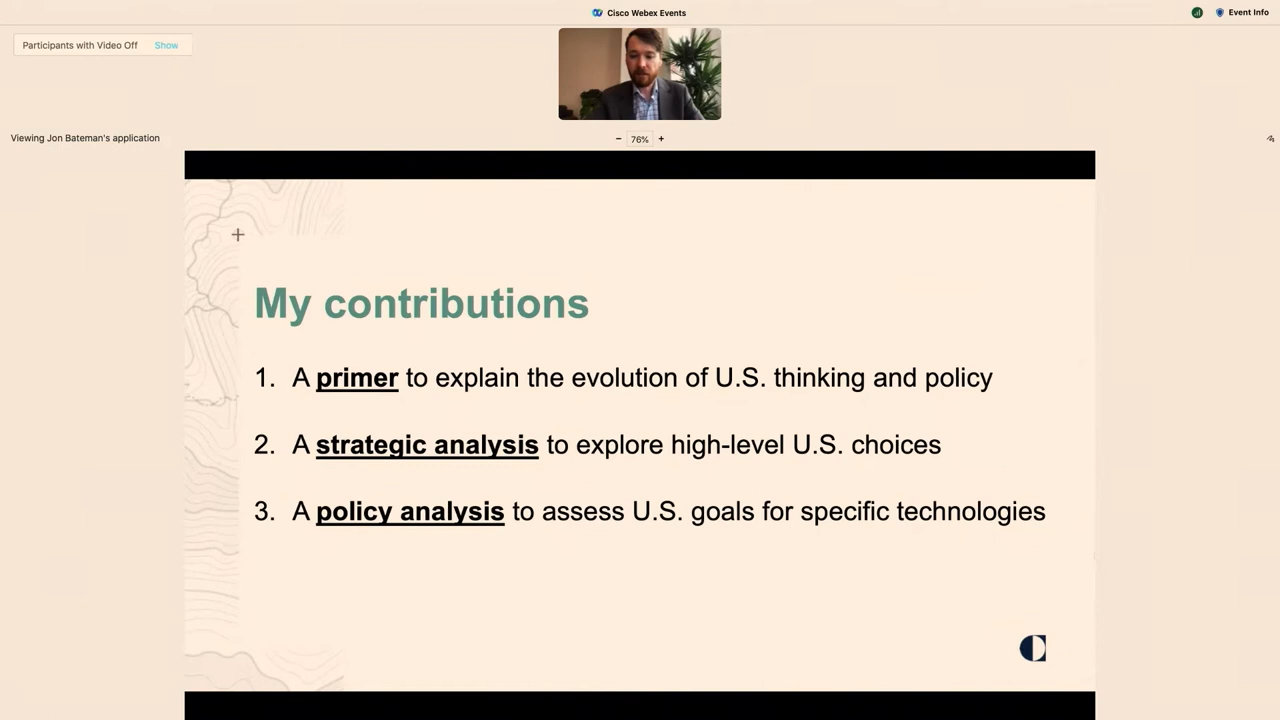 Cisco Webex Events
Event Info
Participants with Video Off Show
Viewing Jon Bateman's application
− 76% +
My contributions
1. A primer to explain the evolution of U.S. thinking and policy
2. A strategic analysis to explore high-level U.S. choices
3. A policy analysis to assess U.S. goals for specific technologies